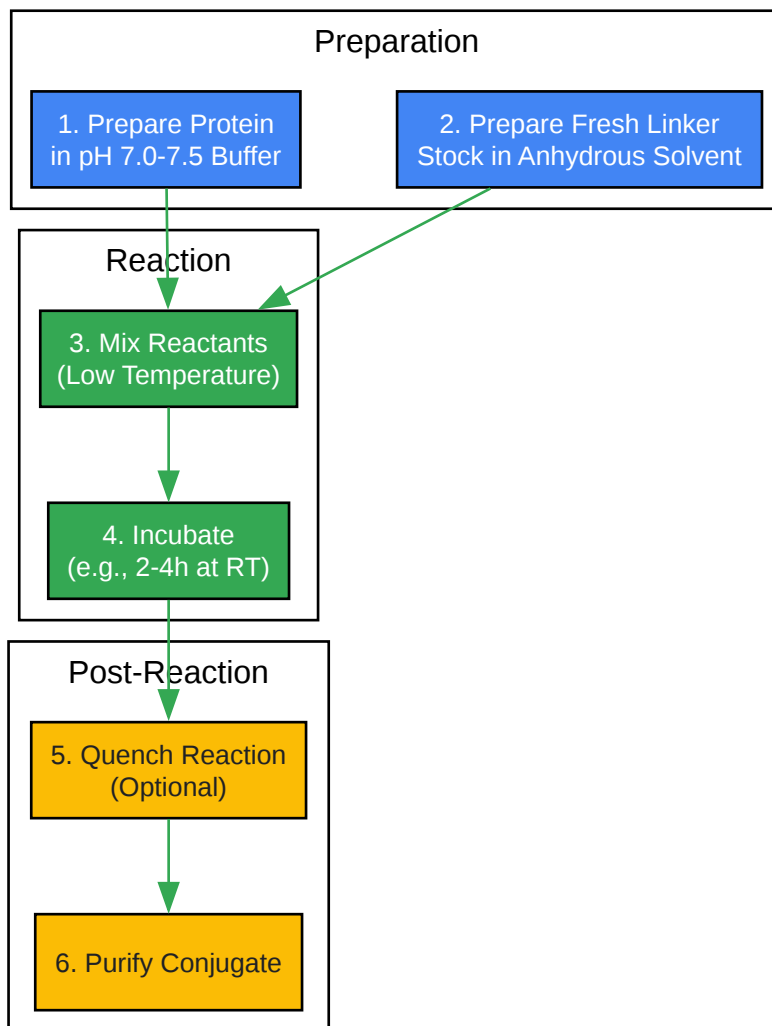 Preparation
1. Prepare Protein
in pH 7.0-7.5 Buffer
2. Prepare Fresh Linker
Stock in Anhydrous Solvent
Reaction
3. Mix Reactants
(Low Temperature)
4. Incubate
(e.g., 2-4h at RT)
Post-Reaction
5. Quench Reaction
(Optional)
6. Purify Conjugate